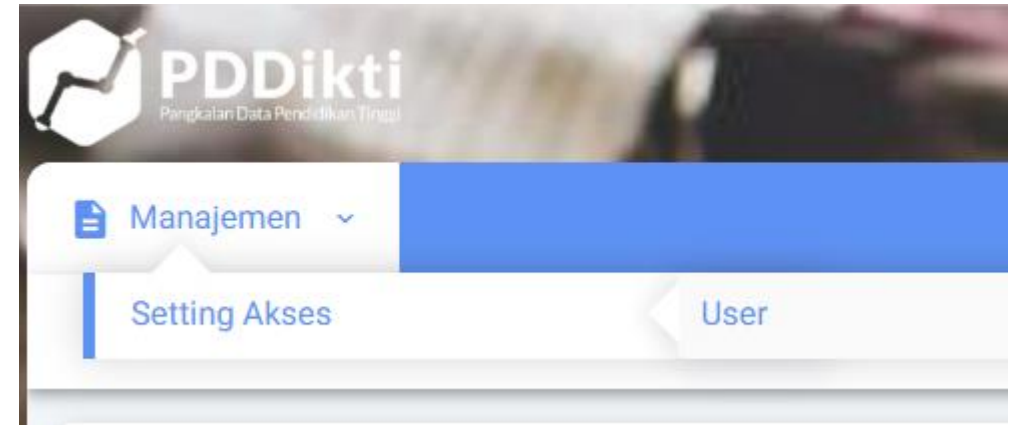 PDDikti
Pangkalan Data Pendidikan Tinggi
Manajemen
Setting Akses
User